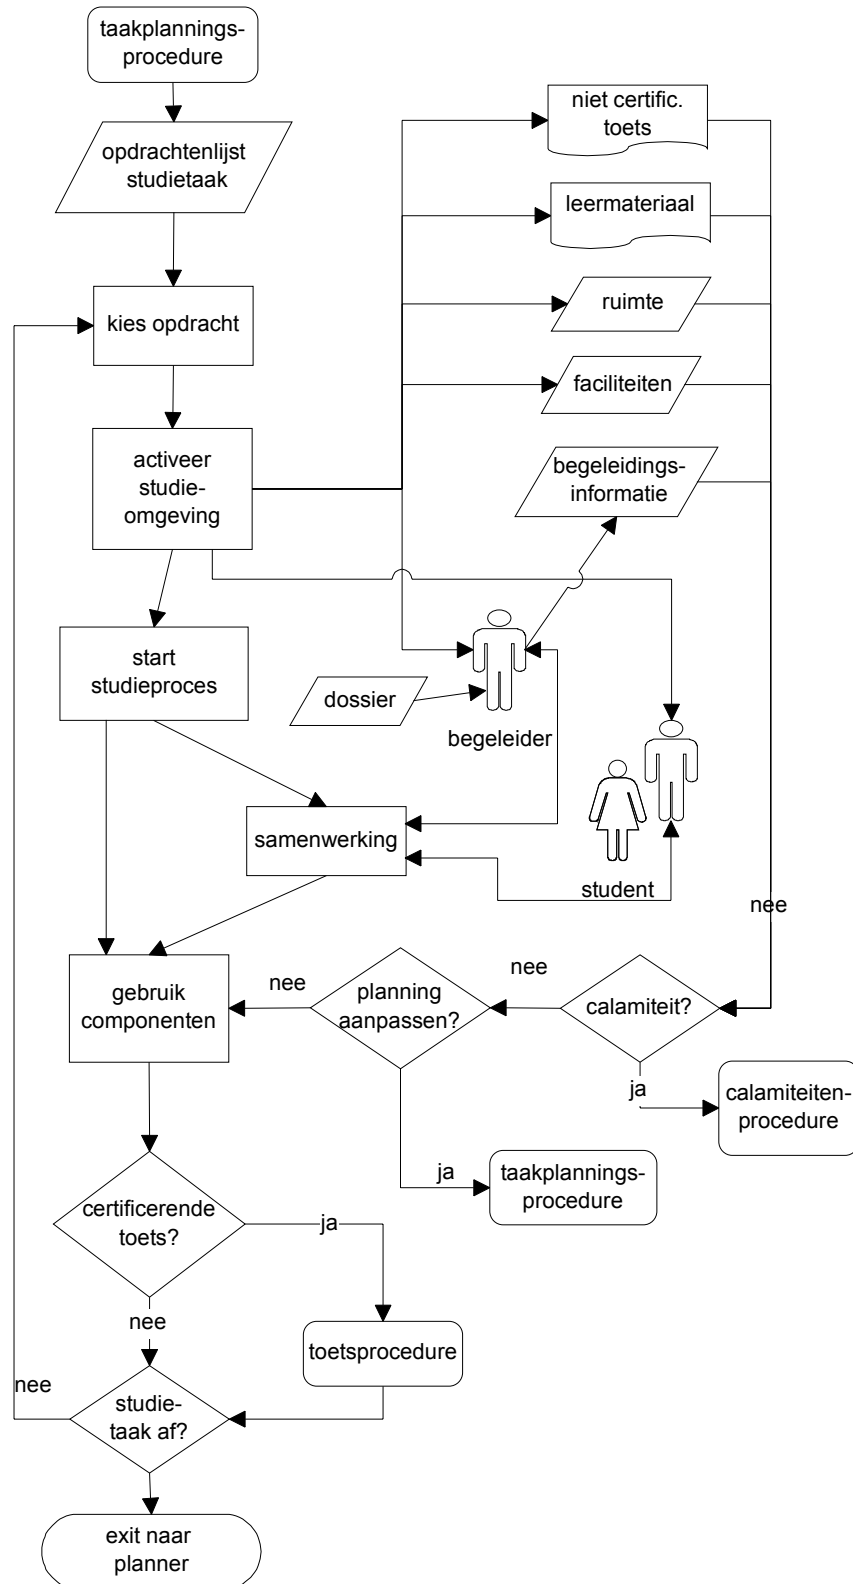 taakplannings-
procedure
opdrachtenlijst
studietaak
kies opdracht
activeer
studie-
omgeving
start
studieproces
niet certific.
toets
leermateriaal
ruimte
faciliteiten
begeleidings-
informatie
dossier
begeleider
samenwerking
student
nee
gebruik
componenten
nee
planning
aanpassen?
nee
calamiteit?
ja
calamiteiten-
procedure
ja
taakplannings-
procedure
certificerende
toets?
ja
nee
toetsprocedure
nee
studie-
taak af?
exit naar
planner